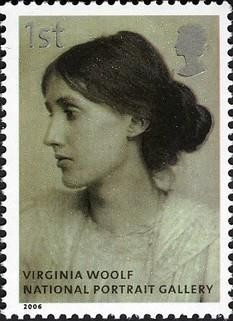 1st
VIRGINIA WOOLF
NATIONAL PORTRAIT GALLERY
2006